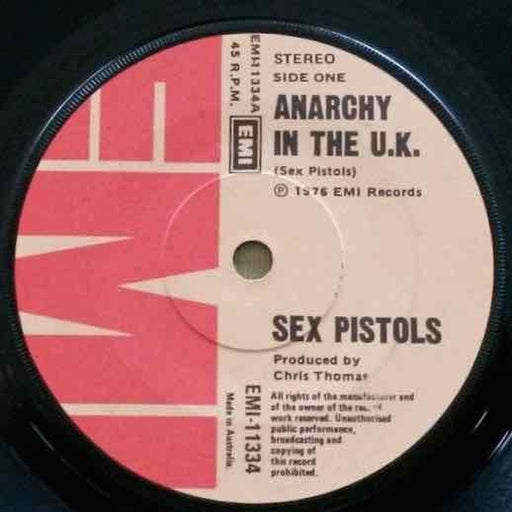 STEREO
SIDE ONE
ANARCHY
IN THE U.K.
(Sex Pistols)
℗ 1976 EMI Records
EMI-11334A
45 R.P.M.
EMI
EMI
SEX PISTOLS
Produced by
Chris Thomas
EMI-11334
Made in Australia.
All rights of the manufacturer and
of the owner of the
work reserved. Unauthorised
public performance,
broadcasting and
copying of
this record
prohibited.